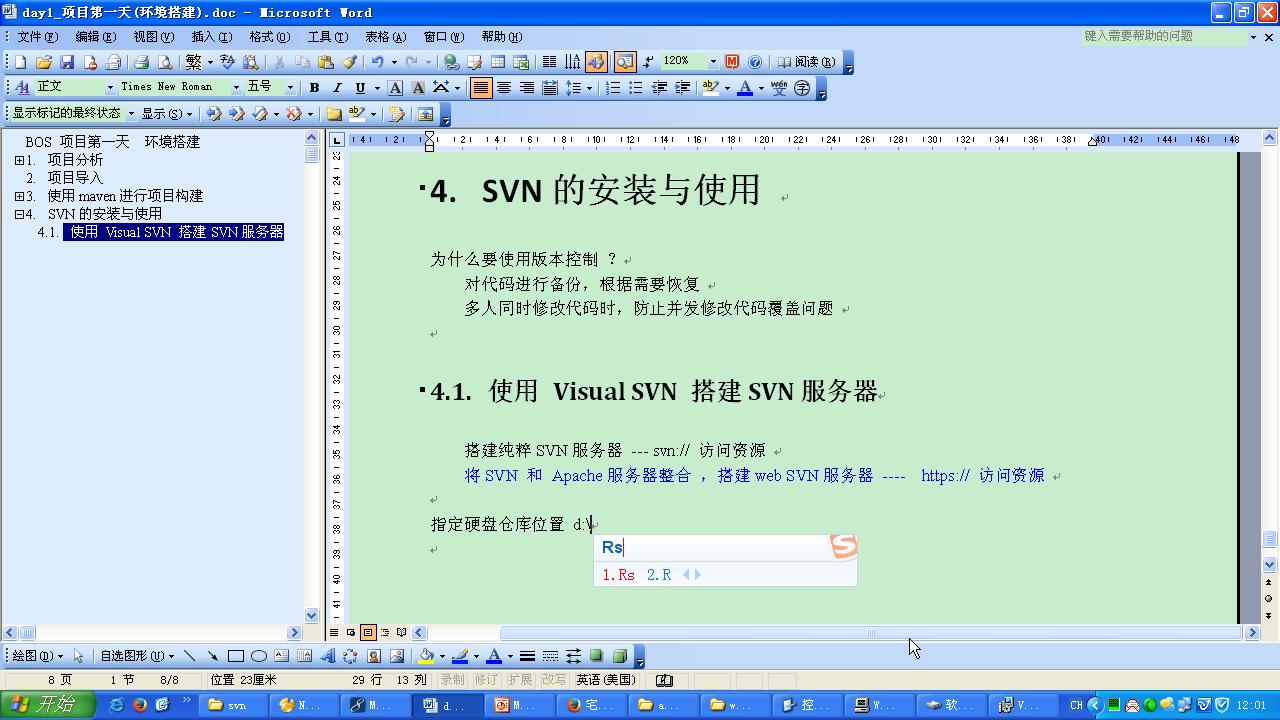 day1_项目第一天(环境搭建).doc - Microsoft Word
文件(F) 编辑(E) 视图(V) 插入(I) 格式(O) 工具(T) 表格(A) 窗口(W) 帮助(H) 键入需要帮助的问题
120% 阅读(R)
正文 Times New Roman 五号 B I U A A A
显示标记的最终状态 显示(S)
BOS 项目第一天 环境搭建
1. 项目分析
2. 项目导入
3. 使用 maven 进行项目构建
4. SVN 的安装与使用
4.1. 使用 Visual SVN 搭建 SVN 服务器
4. SVN 的安装与使用
为什么要使用版本控制 ？
对代码进行备份，根据需要恢复
多人同时修改代码时，防止并发修改代码覆盖问题
4.1. 使用 Visual SVN 搭建 SVN 服务器
搭建纯粹 SVN 服务器 --- svn:// 访问资源
将 SVN 和 Apache 服务器整合 ，搭建 web SVN 服务器 ---- https:// 访问资源
指定硬盘仓库位置 d:\
Rs
1.Rs 2.R
绘图(D) 自选图形(U)
8 页 1 节 8/8 位置 23厘米 29 行 13 列 录制 修订 扩展 改写 英语(美国)
开始 svn N... M... d... M... 宅... a... w... 控... W... 软... V... CH 12:01